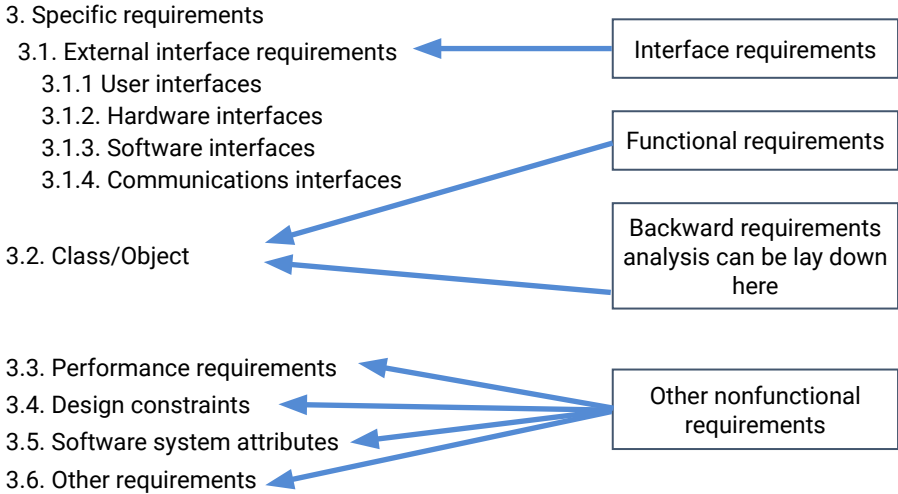 3. Specific requirements
3.1. External interface requirements
3.1.1 User interfaces
3.1.2. Hardware interfaces
3.1.3. Software interfaces
3.1.4. Communications interfaces
3.2. Class/Object
3.3. Performance requirements
3.4. Design constraints
3.5. Software system attributes
3.6. Other requirements
Interface requirements
Functional requirements
Backward requirements
analysis can be lay down
here
Other nonfunctional
requirements